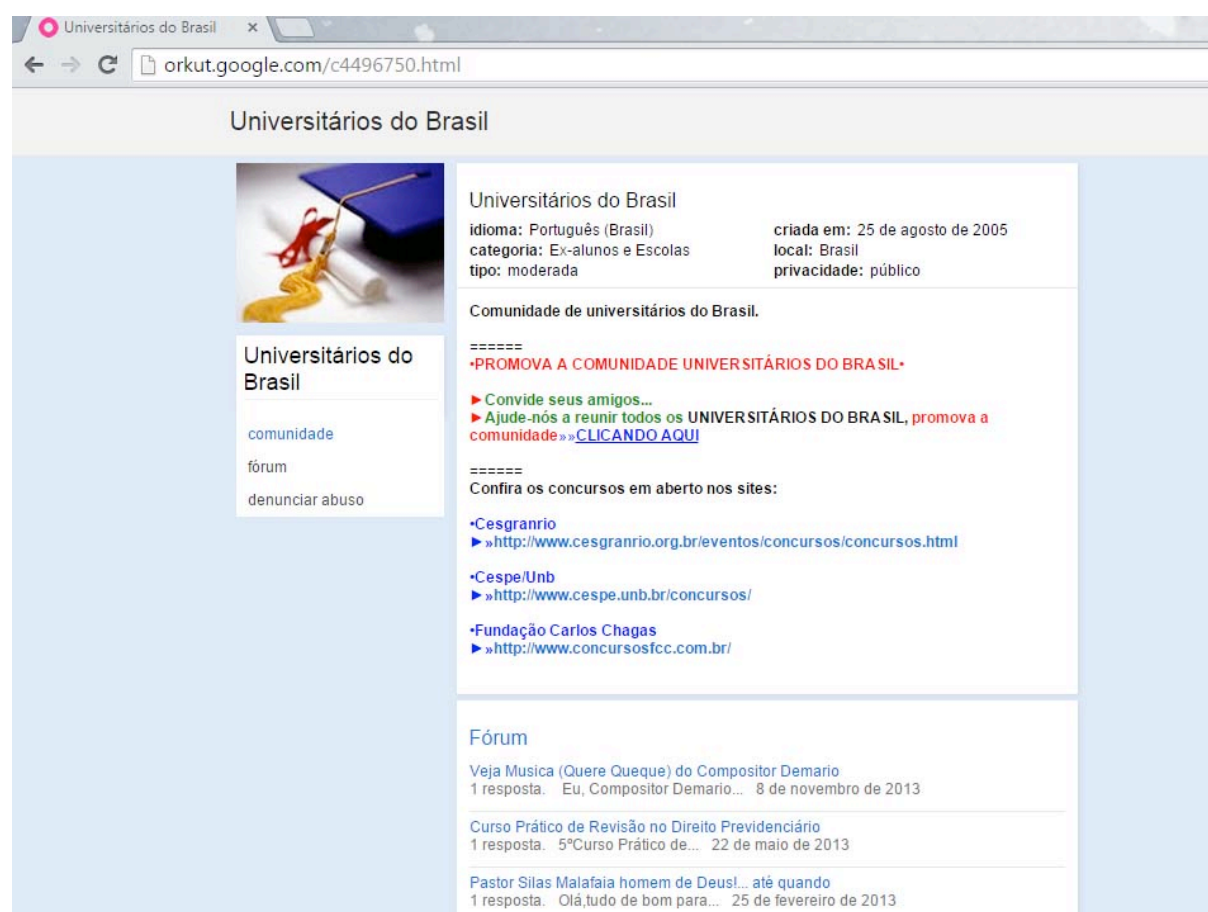 Universitários do Brasil
orkut.google.com/c4496750.html
Universitários do Brasil
Universitários do
Brasil
comunidade
fórum
denunciar abuso
Universitários do Brasil
idioma: Português (Brasil)
categoria: Ex-alunos e Escolas
tipo: moderada
criada em: 25 de agosto de 2005
local: Brasil
privacidade: público
Comunidade de universitários do Brasil.
======
•PROMOVA A COMUNIDADE UNIVERSITÁRIOS DO BRASIL•
►Convide seus amigos...
►Ajude-nós a reunir todos os UNIVERSITÁRIOS DO BRASIL, promova a
comunidade»»CLICANDO AQUI
======
Confira os concursos em aberto nos sites:
•Cesgranrio
►»http://www.cesgranrio.org.br/eventos/concursos/concursos.html
•Cespe/Unb
►»http://www.cespe.unb.br/concursos/
•Fundação Carlos Chagas
►»http://www.concursosfcc.com.br/
Fórum
Veja Musica (Quere Queque) do Compositor Demario
1 resposta. Eu, Compositor Demario... 8 de novembro de 2013
Curso Prático de Revisão no Direito Previdenciário
1 resposta. 5ºCurso Prático de... 22 de maio de 2013
Pastor Silas Malafaia homem de Deus!... até quando
1 resposta. Olá,tudo de bom para... 25 de fevereiro de 2013